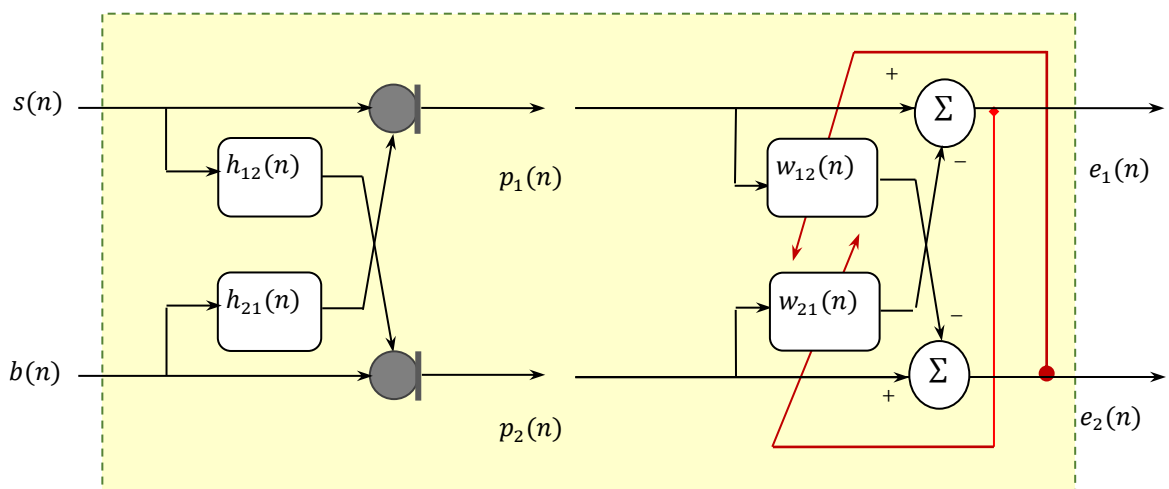 +
s(n)
Σ
h₁₂(n)
w₁₂(n)
−
p₁(n)
e₁(n)
h₂₁(n)
w₂₁(n)
−
b(n)
Σ
+
p₂(n)
e₂(n)